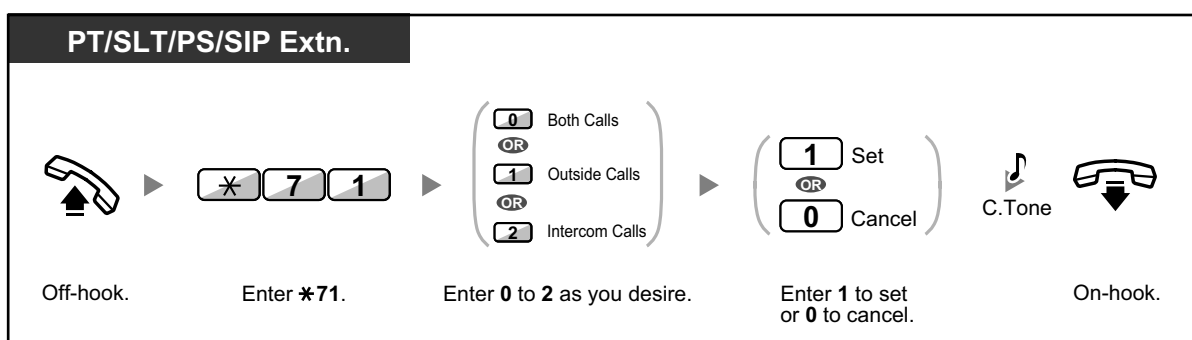 PT/SLT/PS/SIP Extn.
0 Both Calls
OR
1 Outside Calls
OR
2 Intercom Calls
* 7 1
1 Set
OR
0 Cancel
C.Tone
Off-hook.
Enter *71.
Enter 0 to 2 as you desire.
Enter 1 to set
or 0 to cancel.
On-hook.